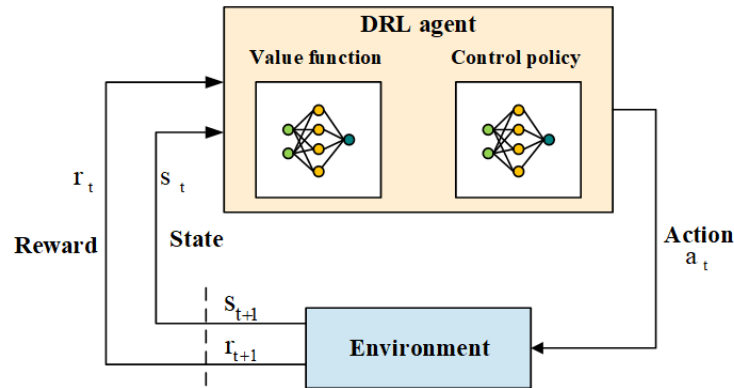 DRL agent
Value function
Control policy
r t
s t
Reward
State
Action
a t
s t+1
r t+1
Environment